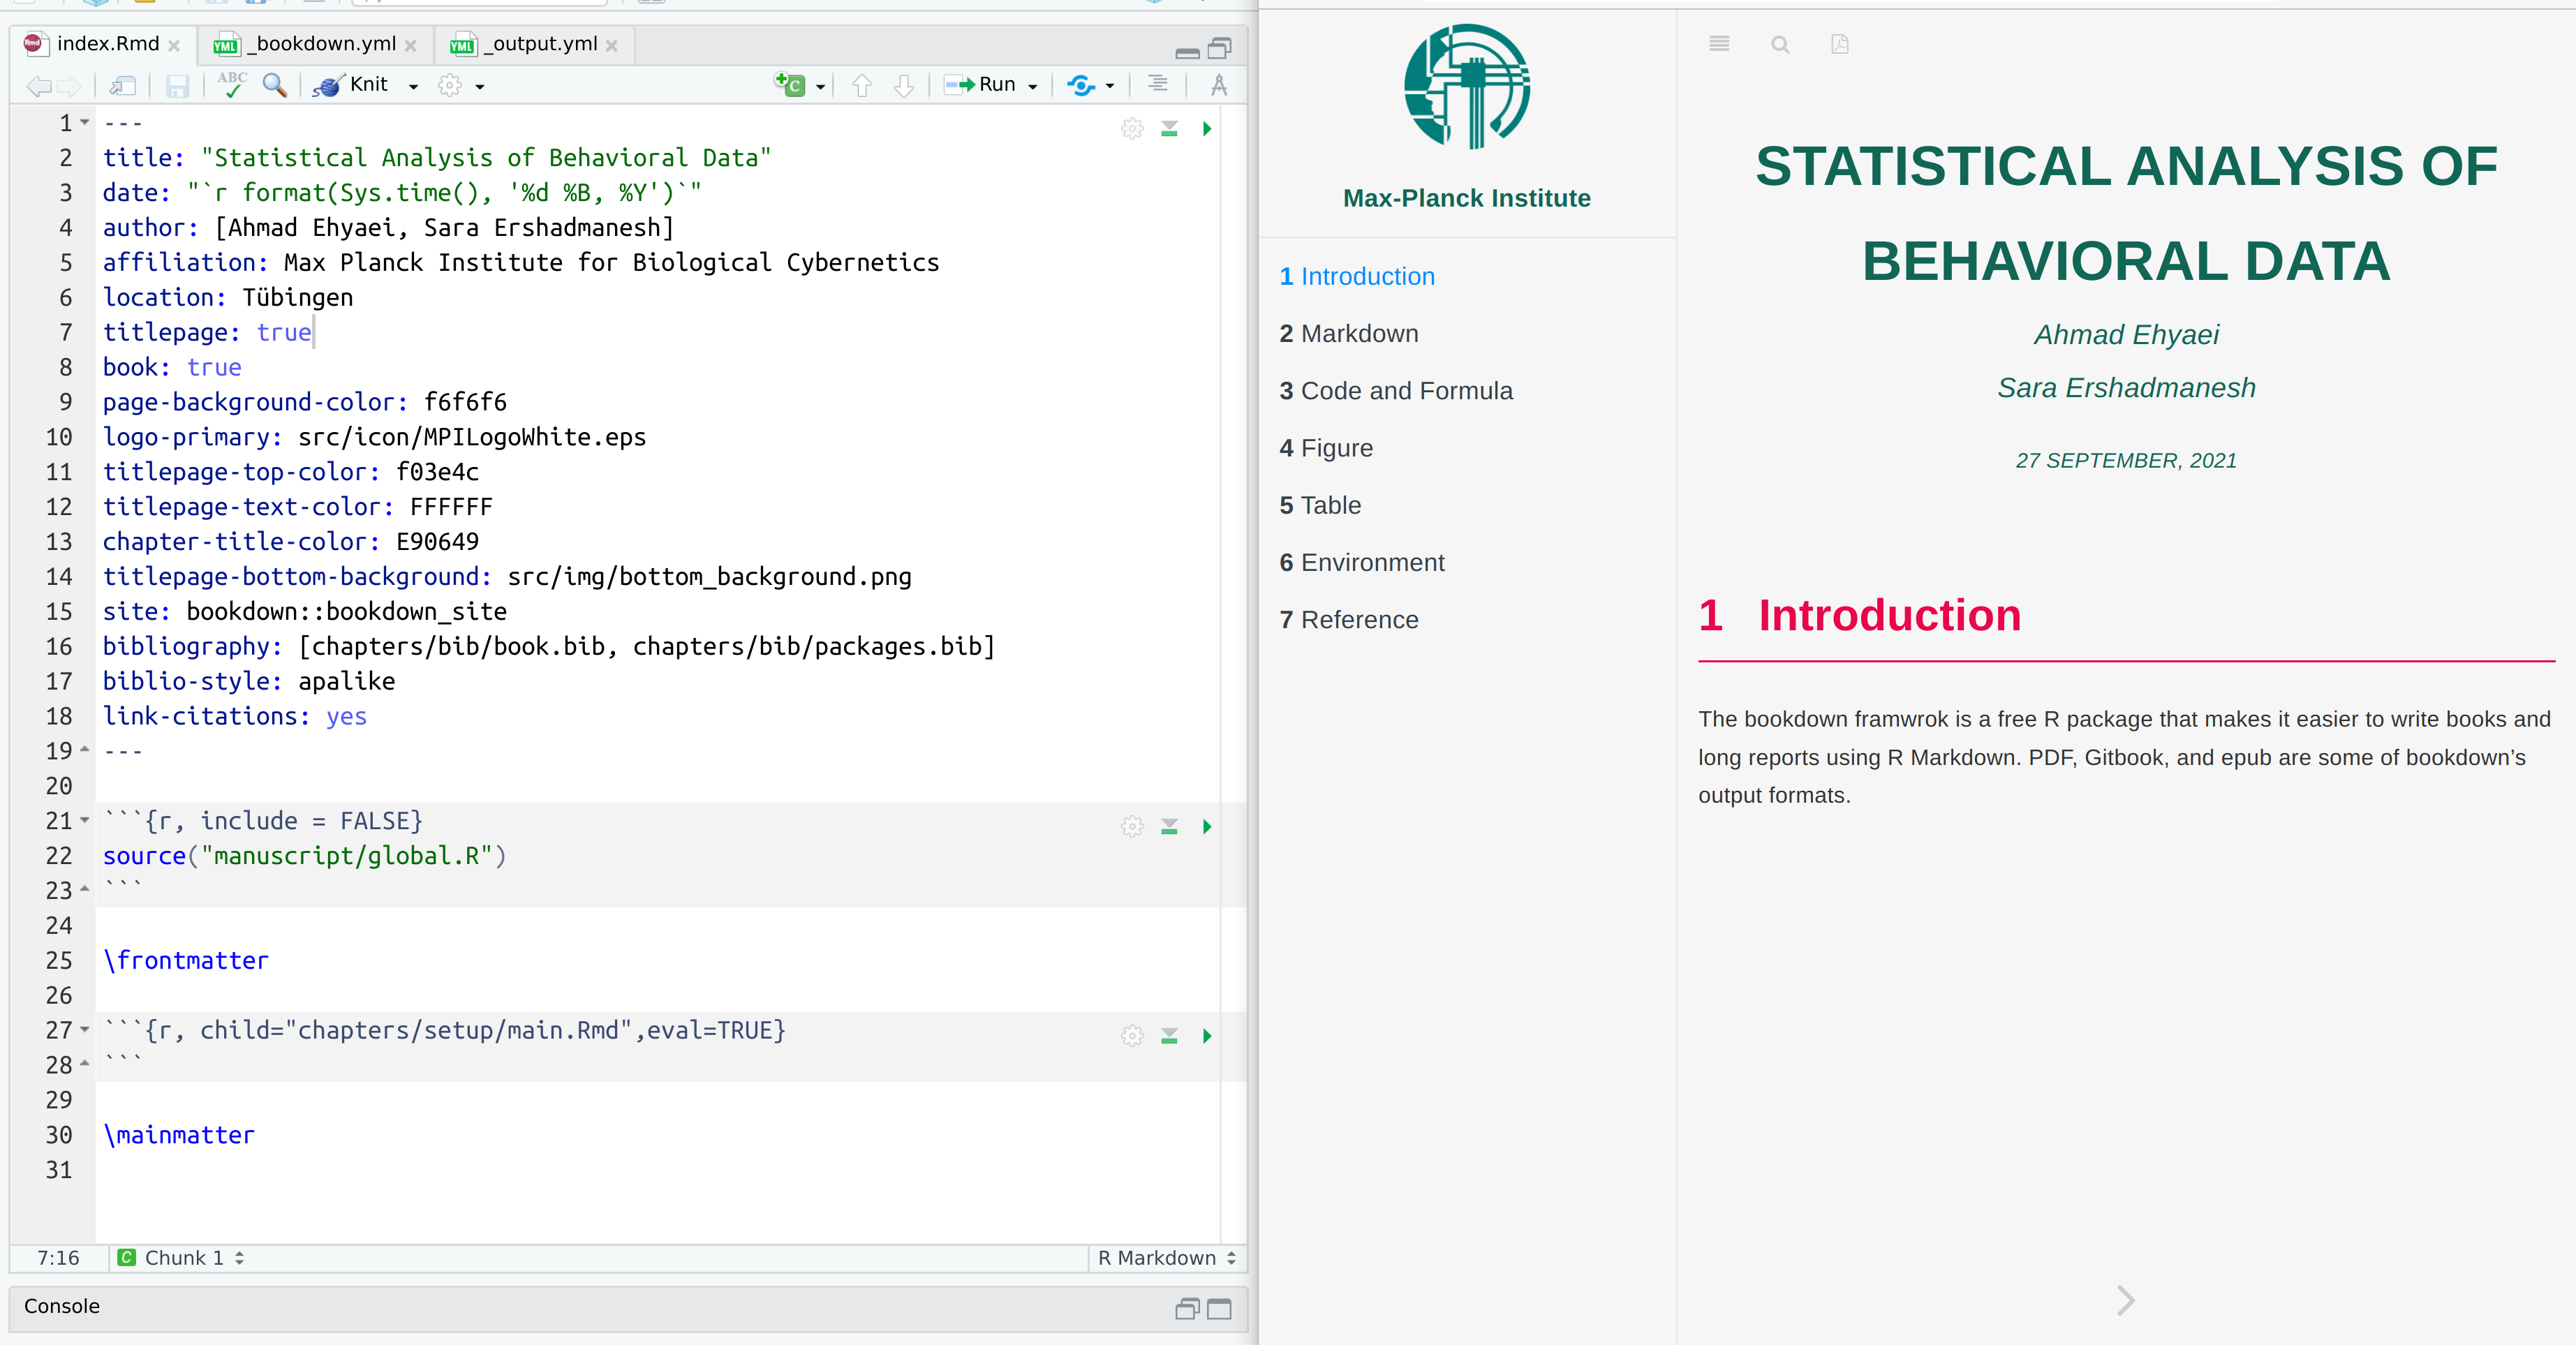 index.Rmd
_bookdown.yml
_output.yml
ABC
Knit
Run
1 ---
2 title: "Statistical Analysis of Behavioral Data"
3 date: "`r format(Sys.time(), '%d %B, %Y')`"
4 author: [Ahmad Ehyaei, Sara Ershadmanesh]
5 affiliation: Max Planck Institute for Biological Cybernetics
6 location: Tübingen
7 titlepage: true
8 book: true
9 page-background-color: f6f6f6
10 logo-primary: src/icon/MPILogoWhite.eps
11 titlepage-top-color: f03e4c
12 titlepage-text-color: FFFFFF
13 chapter-title-color: E90649
14 titlepage-bottom-background: src/img/bottom_background.png
15 site: bookdown::bookdown_site
16 bibliography: [chapters/bib/book.bib, chapters/bib/packages.bib]
17 biblio-style: apalike
18 link-citations: yes
19 ---
20
21 ```{r, include = FALSE}
22 source("manuscript/global.R")
23 ```
24
25 \frontmatter
26
27 ```{r, child="chapters/setup/main.Rmd",eval=TRUE}
28 ```
29
30 \mainmatter
31
7:16
C Chunk 1
R Markdown
Console
Max-Planck Institute
1 Introduction
2 Markdown
3 Code and Formula
4 Figure
5 Table
6 Environment
7 Reference
STATISTICAL ANALYSIS OF
BEHAVIORAL DATA
Ahmad Ehyaei
Sara Ershadmanesh
27 SEPTEMBER, 2021
1 Introduction
The bookdown framwrok is a free R package that makes it easier to write books and
long reports using R Markdown. PDF, Gitbook, and epub are some of bookdown’s
output formats.